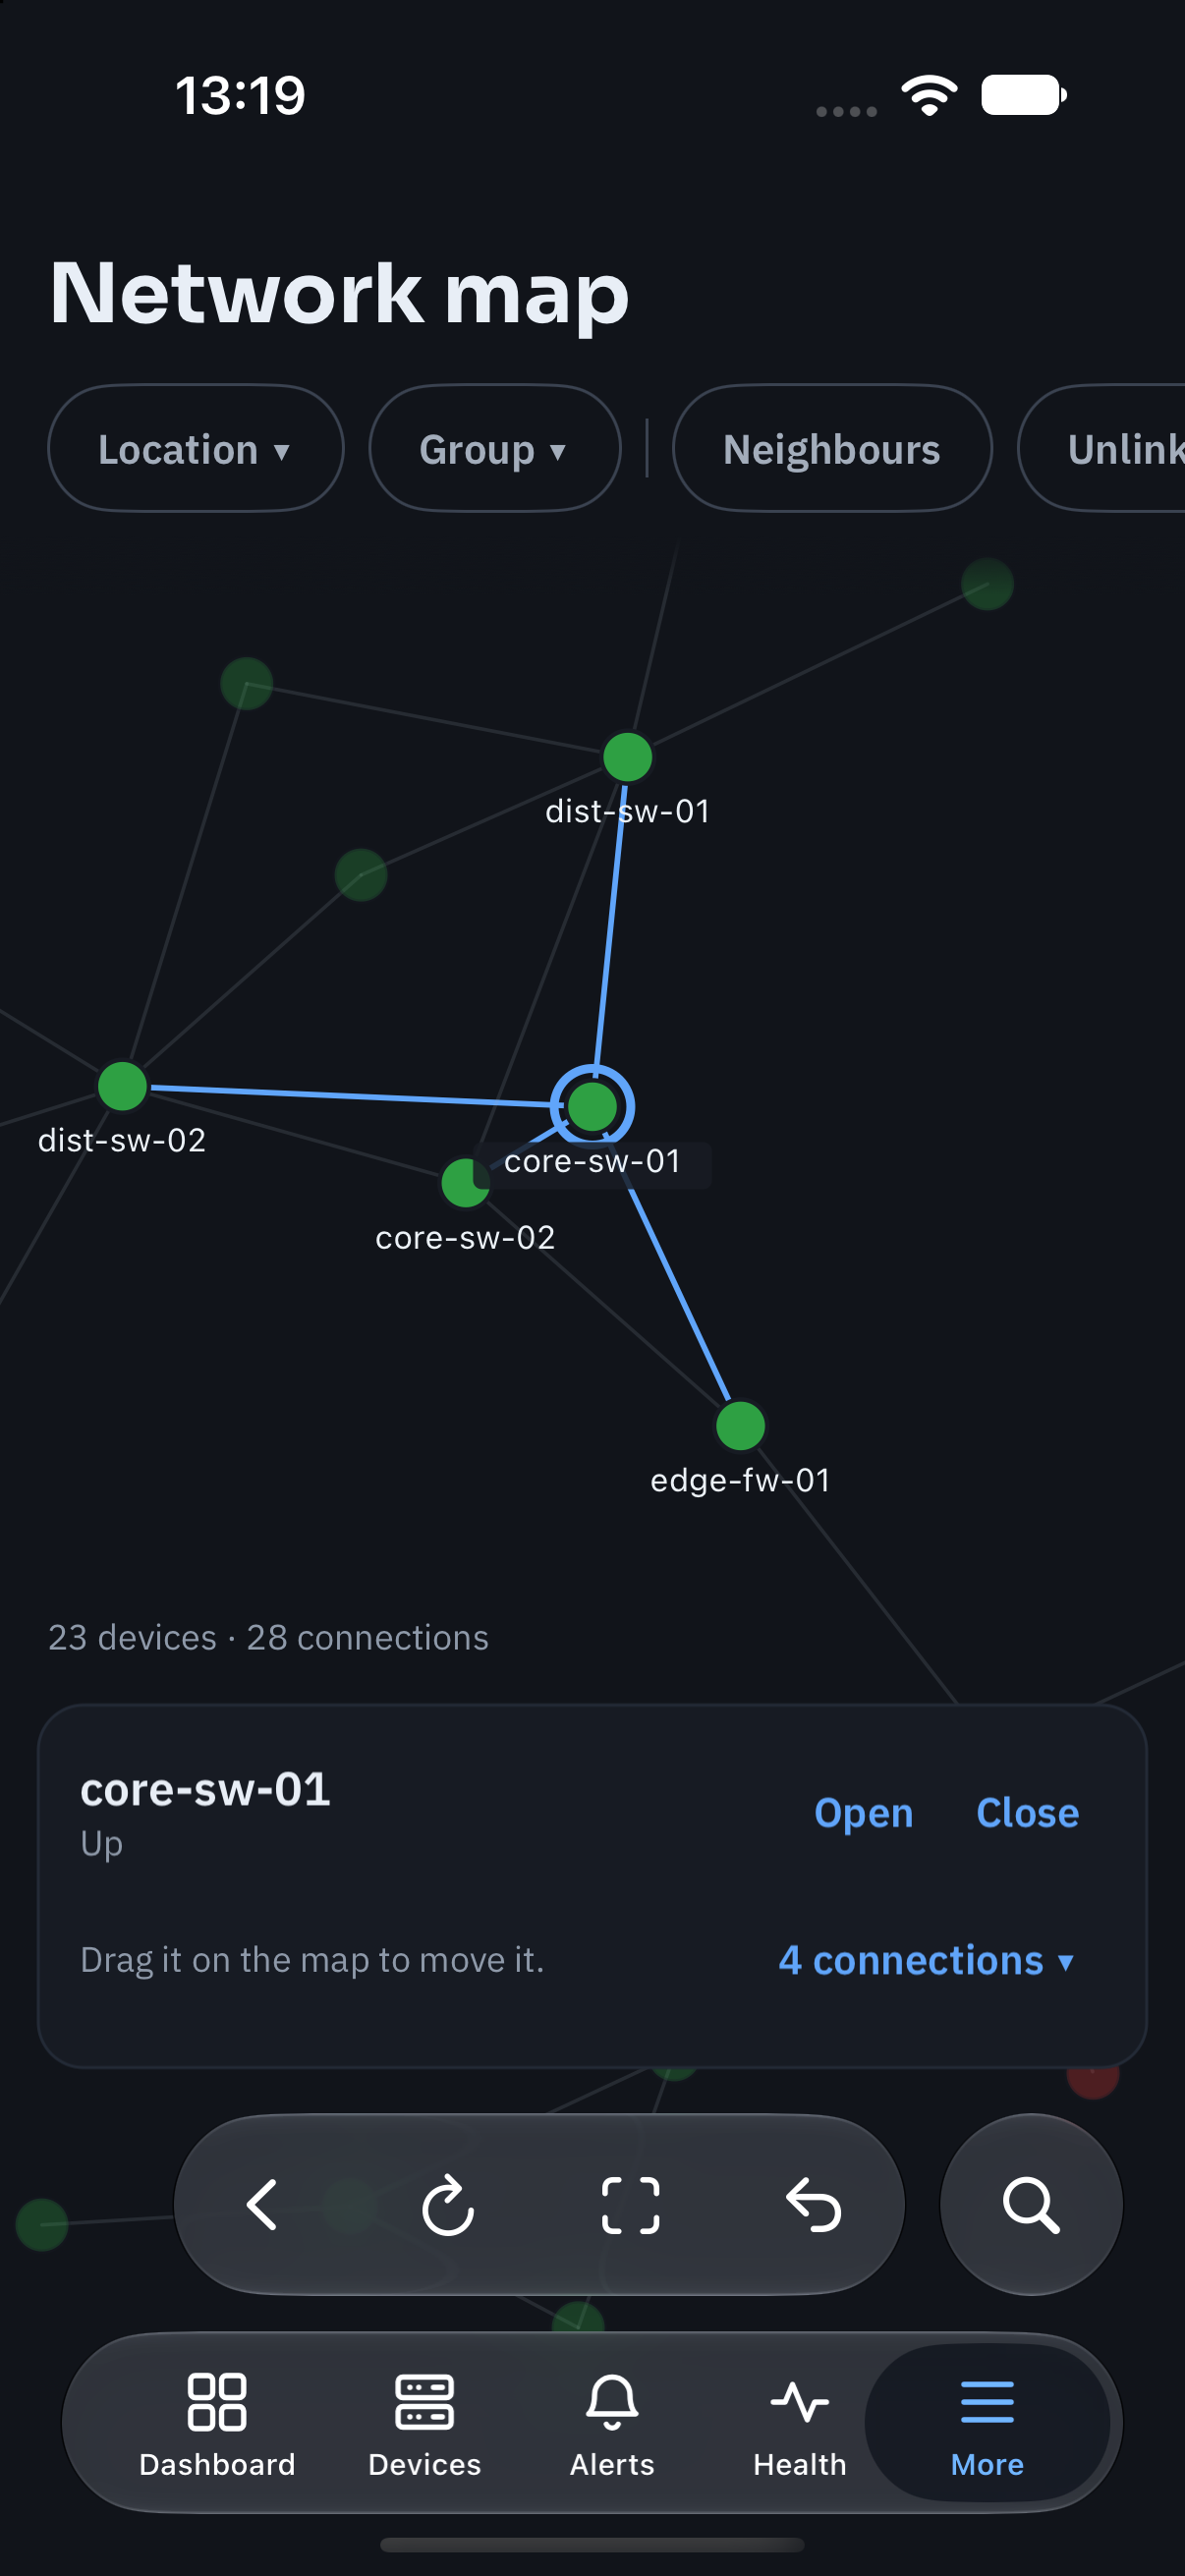 13:19
Network map
Location ▾
Group ▾
Neighbours
Unlink
dist-sw-01
dist-sw-02
core-sw-01
core-sw-02
edge-fw-01
23 devices · 28 connections
core-sw-01
Up
Open
Close
Drag it on the map to move it.
4 connections ▾
Dashboard
Devices
Alerts
Health
More